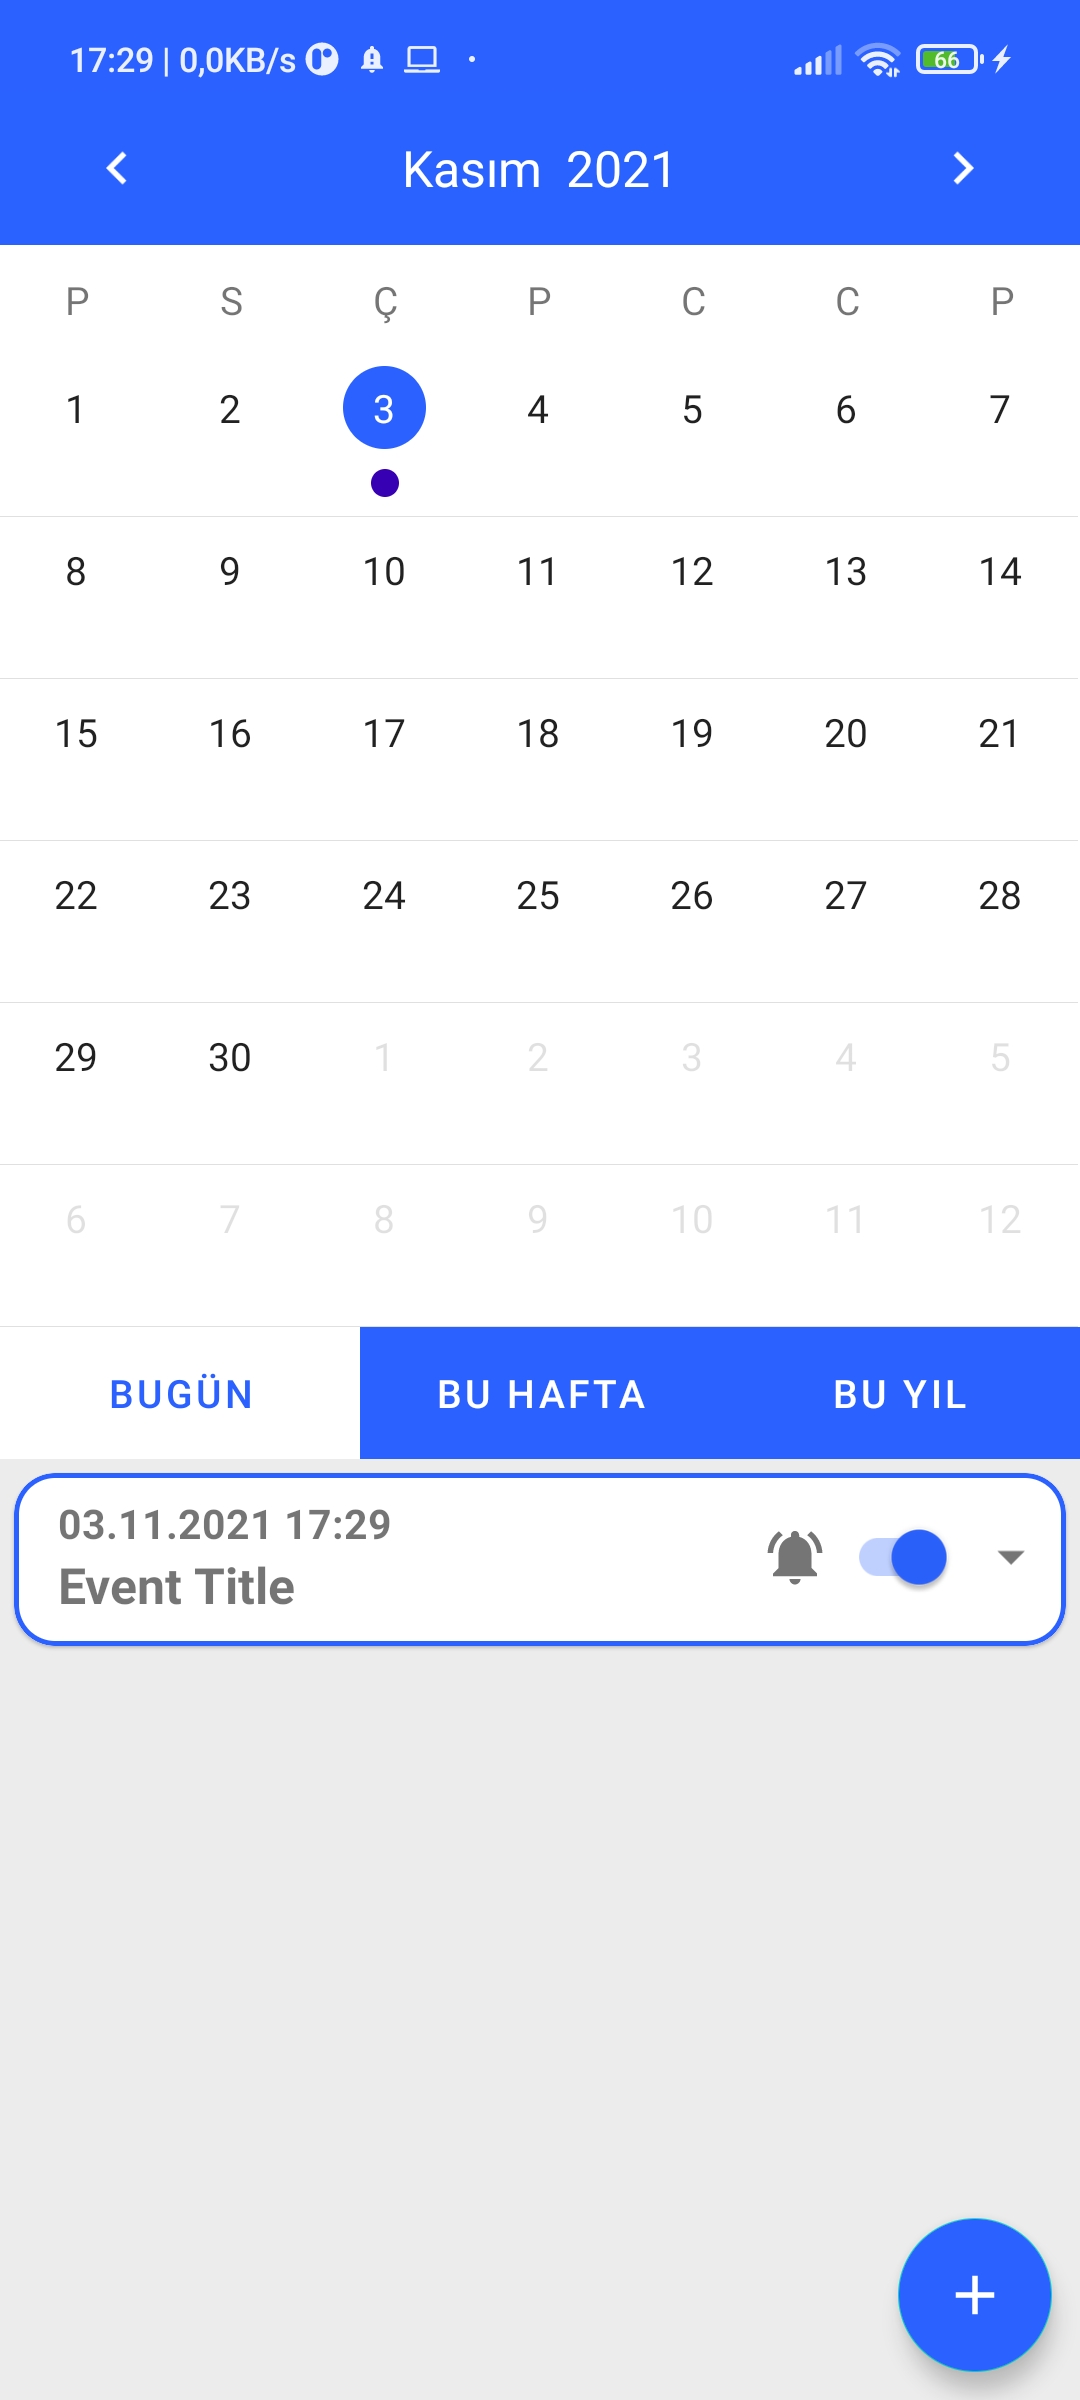 17:29 | 0,0KB/s 66
Kasım 2021
P S Ç P C C P
1 2 3 4 5 6 7
8 9 10 11 12 13 14
15 16 17 18 19 20 21
22 23 24 25 26 27 28
29 30 1 2 3 4 5
6 7 8 9 10 11 12
BUGÜN BU HAFTA BU YIL
03.11.2021 17:29
Event Title